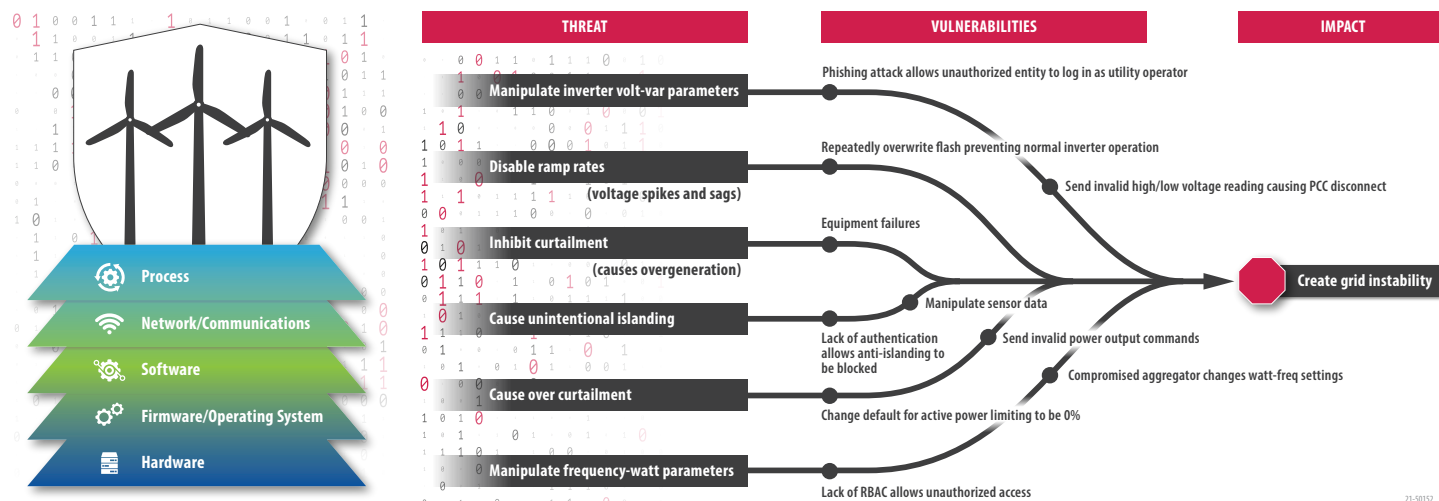 THREAT
VULNERABILITIES
IMPACT
Process
Network/Communications
Software
Firmware/Operating System
Hardware
Manipulate inverter volt-var parameters
Disable ramp rates
(voltage spikes and sags)
Inhibit curtailment
(causes overgeneration)
Cause unintentional islanding
Cause over curtailment
Manipulate frequency-watt parameters
Phishing attack allows unauthorized entity to log in as utility operator
Repeatedly overwrite flash preventing normal inverter operation
Send invalid high/low voltage reading causing PCC disconnect
Equipment failures
Manipulate sensor data
Lack of authentication
allows anti-islanding to
be blocked
Send invalid power output commands
Compromised aggregator changes watt-freq settings
Change default for active power limiting to be 0%
Lack of RBAC allows unauthorized access
Create grid instability
21-50152